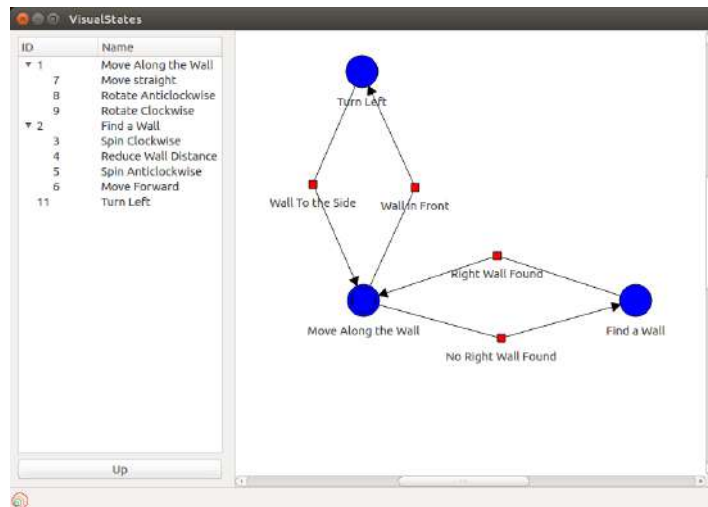 VisualStates
ID Name
1 Move Along the Wall
7 Move straight
8 Rotate Anticlockwise
9 Rotate Clockwise
2 Find a Wall
3 Spin Clockwise
4 Reduce Wall Distance
5 Spin Anticlockwise
6 Move Forward
11 Turn Left
Up
Turn Left
Wall To the Side
Wall in Front
Right Wall Found
Move Along the Wall
Find a Wall
No Right Wall Found